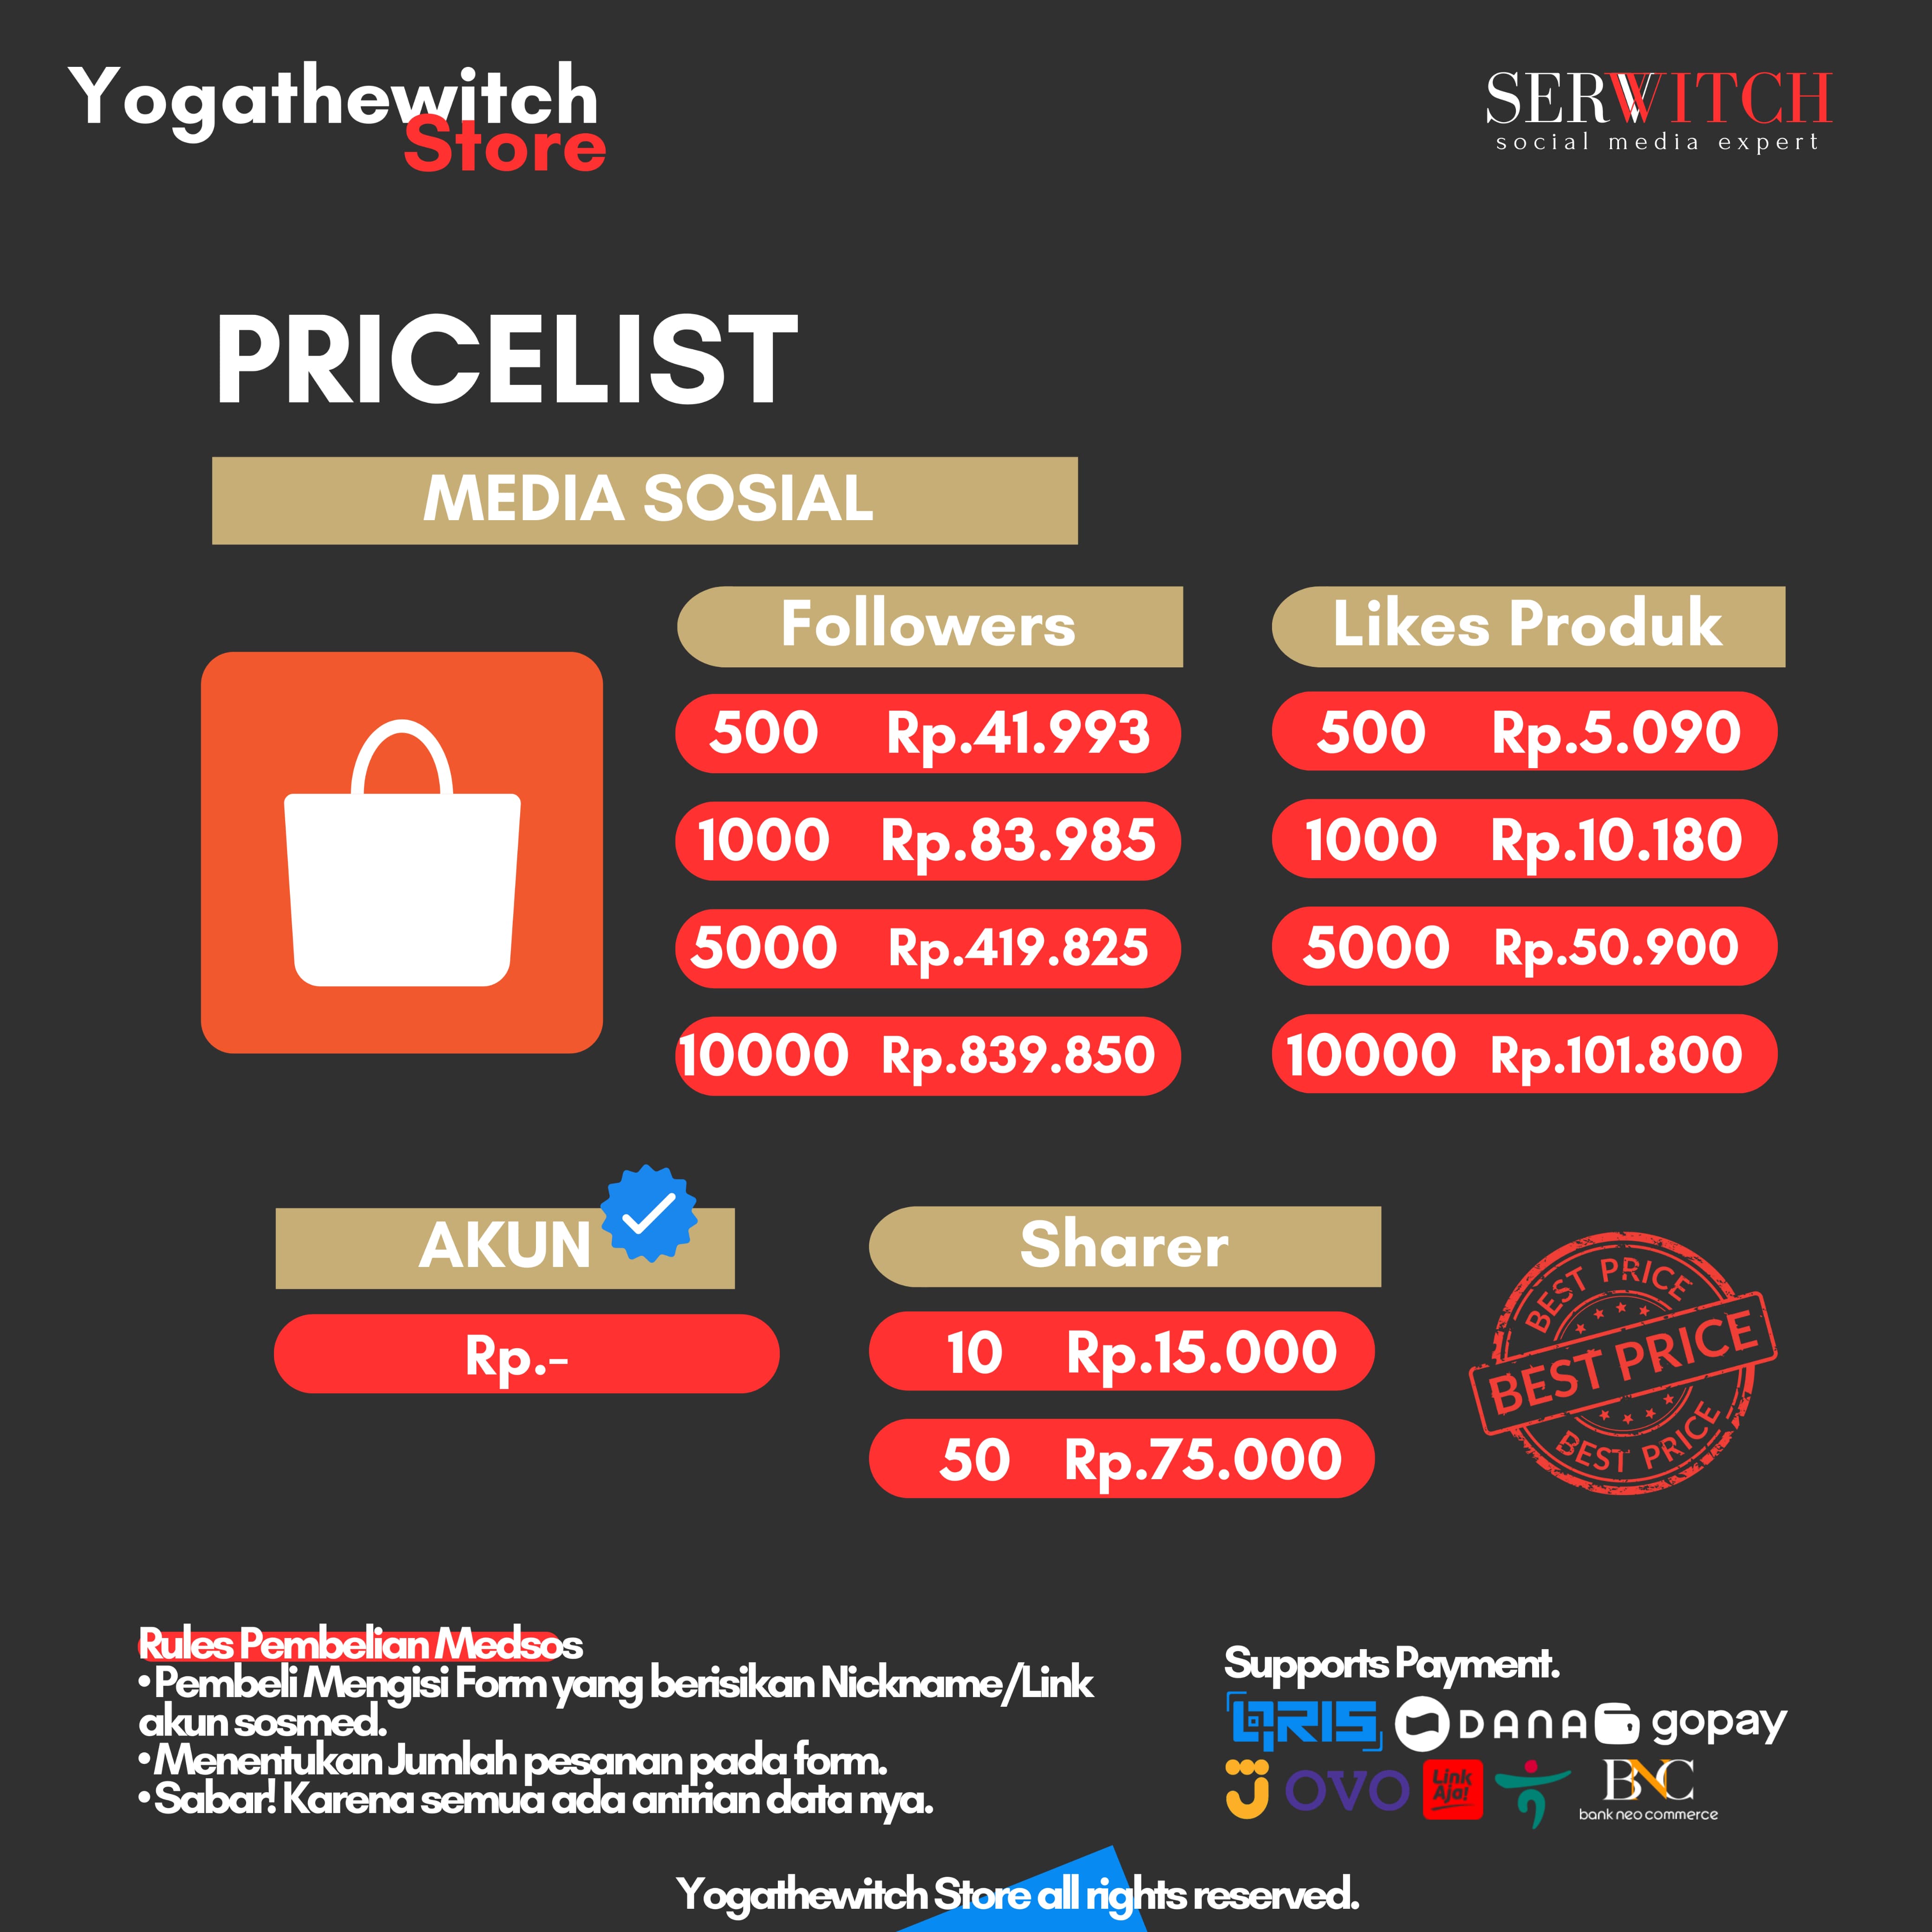 Yogathewitch
Store
SERWITCH
social media expert
PRICELIST
MEDIA SOSIAL
Followers
500 Rp.41.993
1000 Rp.83.985
5000 Rp.419.825
10000 Rp.839.850
Likes Produk
500 Rp.5.090
1000 Rp.10.180
5000 Rp.50.900
10000 Rp.101.800
AKUN
Rp.-
Sharer
10 Rp.15.000
50 Rp.75.000
BEST PRICE
BEST PRICE
BEST PRICE
Rules Pembelian Medsos
• Pembeli Mengisi Form yang berisikan Nickname/Link
akun sosmed.
• Menentukan Jumlah pesanan pada form.
• Sabar! Karena semua ada antrian data nya.
Supports Payment.
QRIS DANA gopay
OVO Link Aja! BNC
bank neo commerce
Yogathewitch Store all rights reserved.